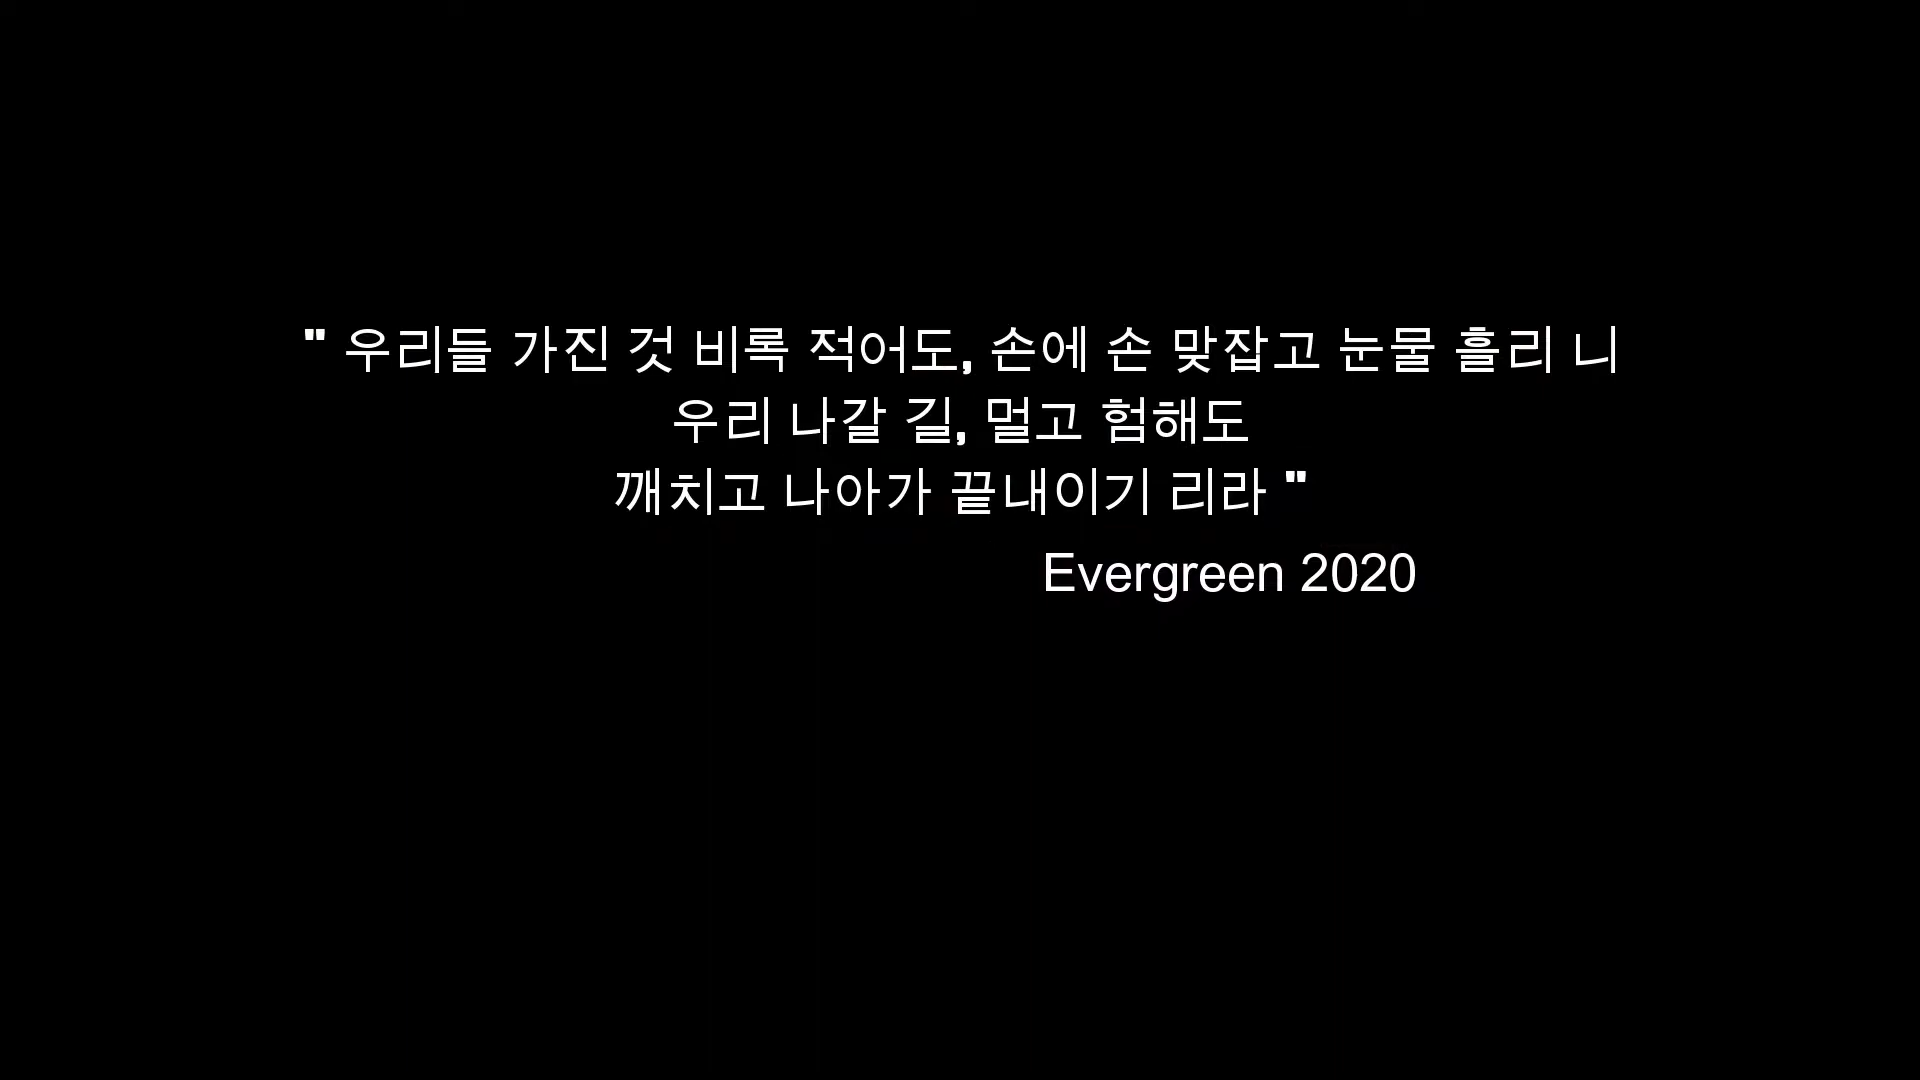 " 우리들 가진 것 비록 적어도, 손에 손 맞잡고 눈물 흘리 니
우리 나갈 길, 멀고 험해도
깨치고 나아가 끝내이기 리라 "
Evergreen 2020